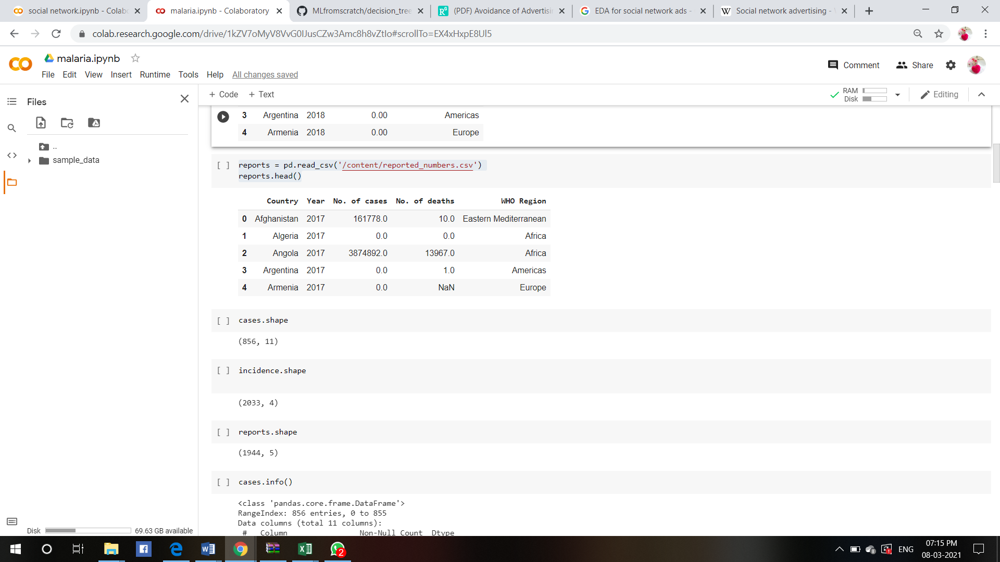 social network.ipynb - Colab
malaria.ipynb - Colaboratory
MLfromscratch/decision_tree
(PDF) Avoidance of Advertisi
EDA for social network ads -
Social network advertising -
colab.research.google.com/drive/1kZV7oMyV8VvG0IJusCZw3Amc8h8vZtIo#scrollTo=EX4xHxpE8Ul5
malaria.ipynb
File Edit View Insert Runtime Tools Help All changes saved
Comment
Share
Files
+ Code + Text
RAM
Disk
Editing
..
sample_data
3 Argentina 2018 0.00 Americas
4 Armenia 2018 0.00 Europe
[ ] reports = pd.read_csv('/content/reported_numbers.csv')
reports.head()
Country Year No. of cases No. of deaths WHO Region
0 Afghanistan 2017 161778.0 10.0 Eastern Mediterranean
1 Algeria 2017 0.0 0.0 Africa
2 Angola 2017 3874892.0 13967.0 Africa
3 Argentina 2017 0.0 1.0 Americas
4 Armenia 2017 0.0 NaN Europe
[ ] cases.shape
(856, 11)
[ ] incidence.shape
(2033, 4)
[ ] reports.shape
(1944, 5)
[ ] cases.info()
<class 'pandas.core.frame.DataFrame'>
RangeIndex: 856 entries, 0 to 855
Data columns (total 11 columns):
# Column Non-Null Count Dtype
Disk 69.63 GB available
2
ENG
07:15 PM
08-03-2021